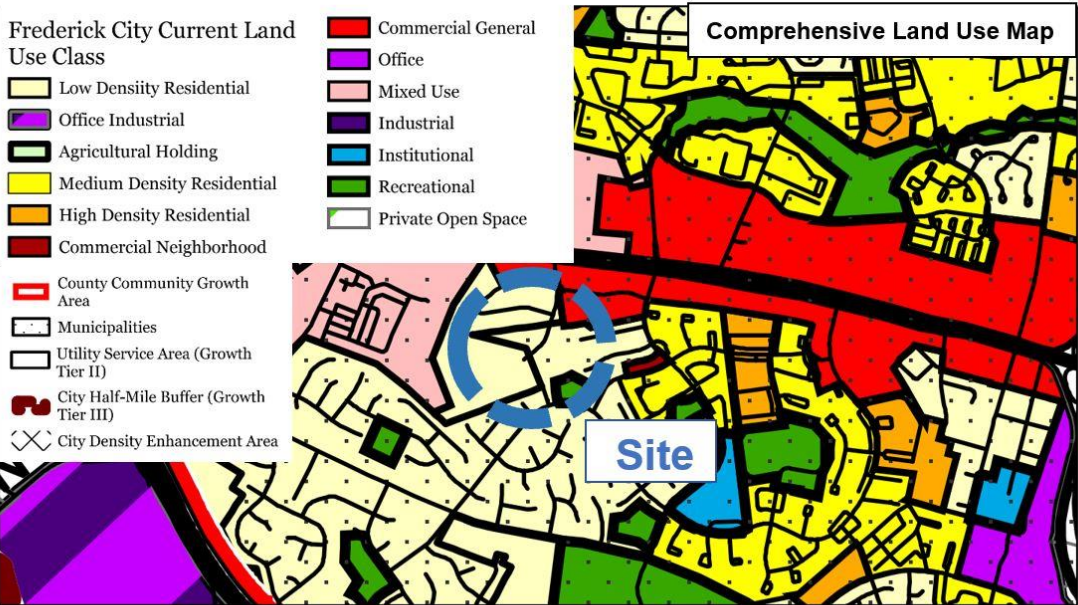 Frederick City Current Land
Use Class
Low Densiity Residential
Office Industrial
Agricultural Holding
Medium Density Residential
High Density Residential
Commercial Neighborhood
County Community Growth
Area
Municipalities
Utility Service Area (Growth
Tier II)
City Half-Mile Buffer (Growth
Tier III)
City Density Enhancement Area
Commercial General
Office
Mixed Use
Industrial
Institutional
Recreational
Private Open Space
Comprehensive Land Use Map
Site